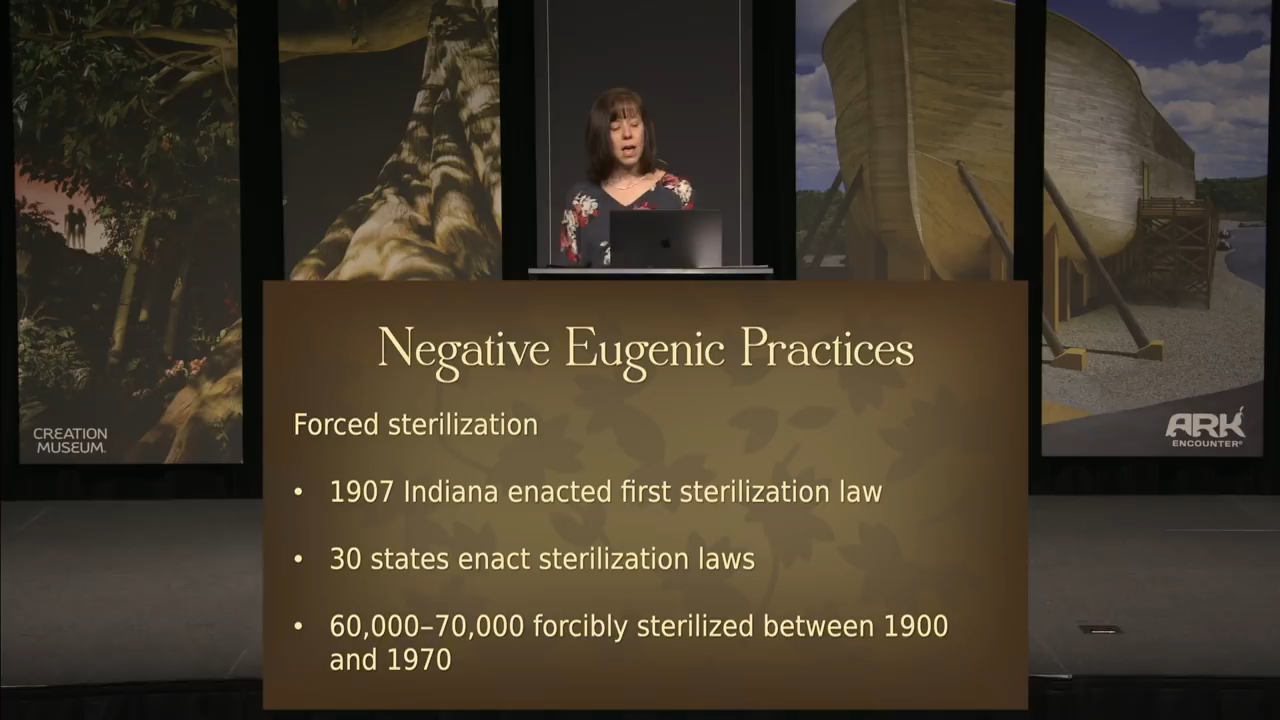 Negative Eugenic Practices
Forced sterilization
• 1907 Indiana enacted first sterilization law
• 30 states enact sterilization laws
• 60,000–70,000 forcibly sterilized between 1900
and 1970
CREATION
MUSEUM
ARK
ENCOUNTER